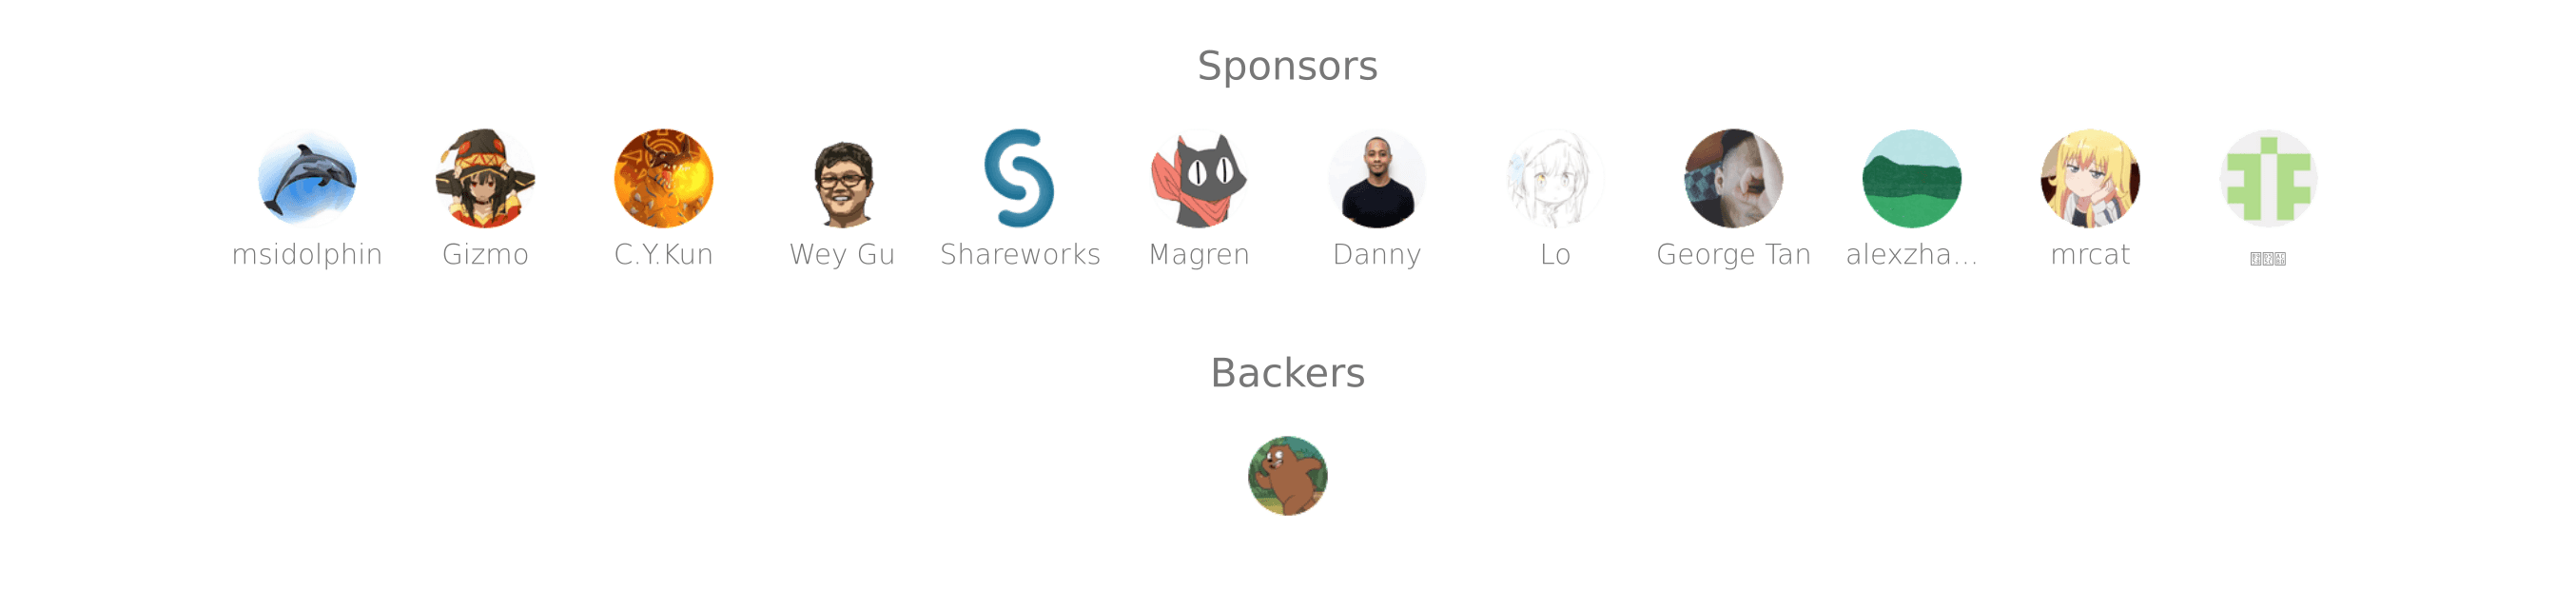 Sponsors
msidolphin Gizmo C.Y.Kun Wey Gu Shareworks Magren Danny Lo George Tan alexzha... mrcat
Backers